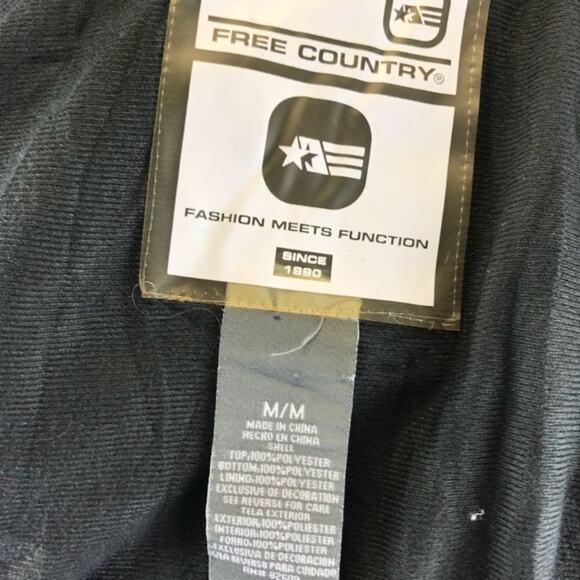 FREE COUNTRY®
FASHION MEETS FUNCTION
SINCE
1990
M/M
MADE IN CHINA
HECHO EN CHINA
SHELL
TOP:100%POLYESTER
BOTTOM:100%POLYESTER
LINING:100%POLYESTER
EXCLUSIVE OF DECORATION
SEE REVERSE FOR CARE
TELA EXTERIOR
EXTERIOR:100%POLIESTER
INTERIOR:100%POLIESTER
FORRO:100%POLIESTER
EXCLUSIVA DE DECORACION
REVERSO PARA CUIDADO
RN#